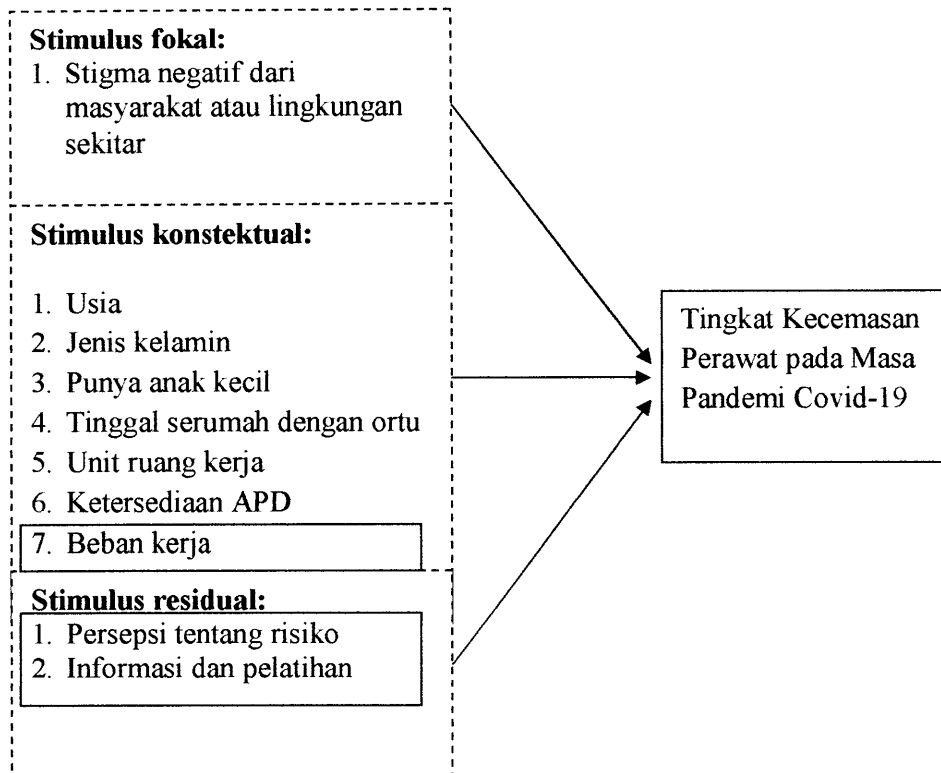 Stimulus fokal:
1. Stigma negatif dari
masyarakat atau lingkungan
sekitar
Stimulus konstektual:
1. Usia
2. Jenis kelamin
3. Punya anak kecil
4. Tinggal serumah dengan ortu
5. Unit ruang kerja
6. Ketersediaan APD
7. Beban kerja
Stimulus residual:
1. Persepsi tentang risiko
2. Informasi dan pelatihan
Tingkat Kecemasan
Perawat pada Masa
Pandemi Covid-19